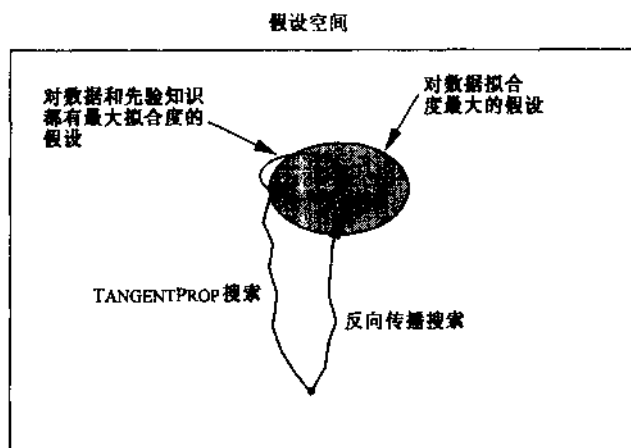 假设空间
对数据和先验知识
都有最大拟合度的
假设
对数据拟合
度最大的假设
TANGENTPROP搜索
反向传播搜索